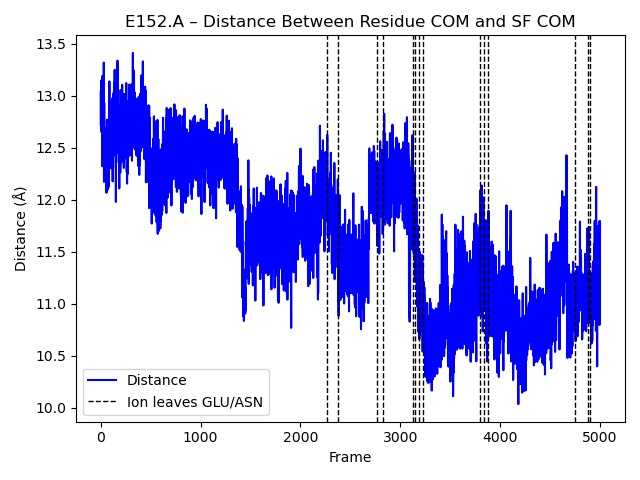 E152.A – Distance Between Residue COM and SF COM
13.5
13.0
12.5
12.0
11.5
11.0
10.5
10.0
Distance (Å)
Distance
Ion leaves GLU/ASN
0 1000 2000 3000 4000 5000
Frame